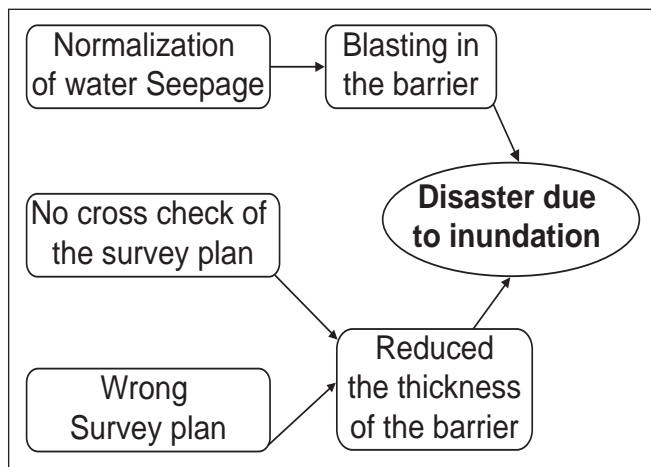 Normalization
of water Seepage
Blasting in
the barrier
Disaster due
to inundation
No cross check of
the survey plan
Reduced
the thickness
of the barrier
Wrong
Survey plan